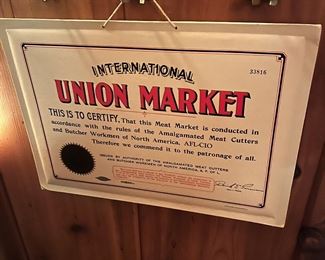 INTERNATIONAL
33816
UNION MARKET
THIS IS TO CERTIFY, That this Meat Market is conducted in
accordance with the rules of the Amalgamated Meat Cutters
and Butcher Workmen of North America, AFL-CIO
Therefore we commend it to the patronage of all.
ISSUED BY AUTHORITY OF THE AMALGAMATED MEAT CUTTERS
AND BUTCHER WORKMEN OF NORTH AMERICA, A. F. OF L.